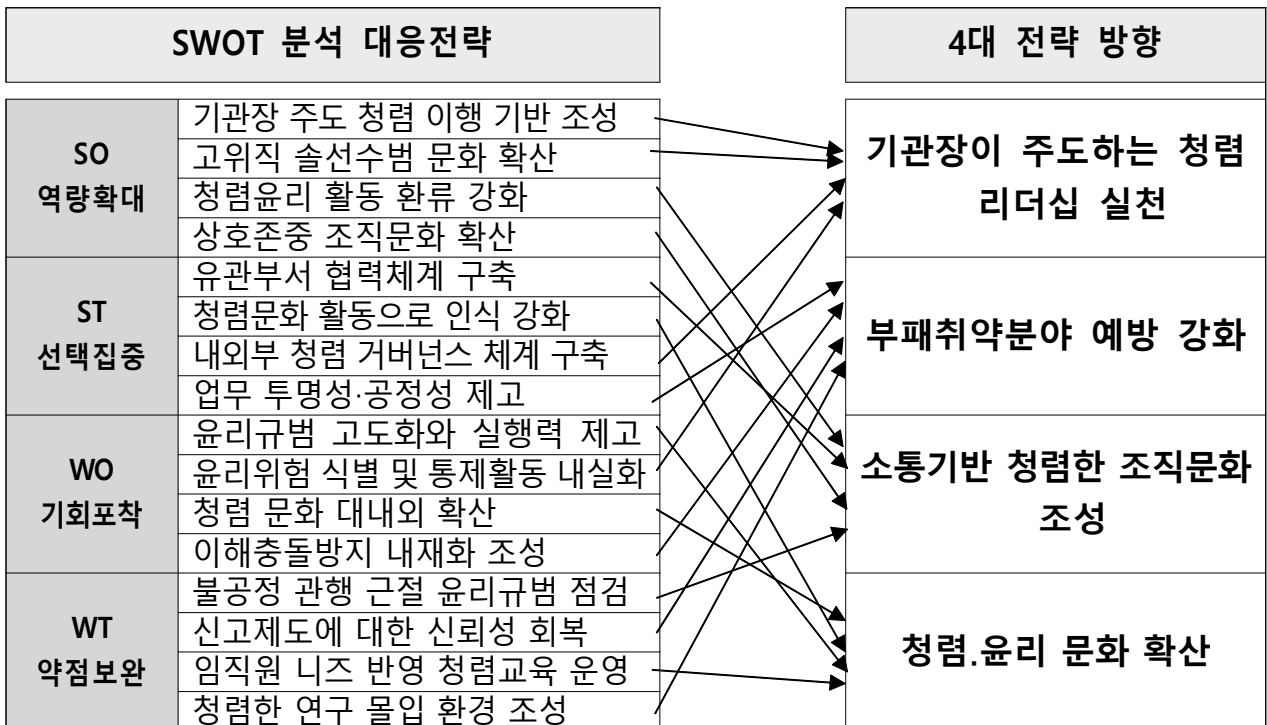 SWOT 분석 대응전략
4대 전략 방향
SO
역량확대
기관장 주도 청렴 이행 기반 조성
고위직 솔선수범 문화 확산
청렴윤리 활동 환류 강화
상호존중 조직문화 확산
ST
선택집중
유관부서 협력체계 구축
청렴문화 활동으로 인식 강화
내외부 청렴 거버넌스 체계 구축
업무 투명성·공정성 제고
WO
기회포착
윤리규범 고도화와 실행력 제고
윤리위험 식별 및 통제활동 내실화
청렴 문화 대내외 확산
이해충돌방지 내재화 조성
WT
약점보완
불공정 관행 근절 윤리규범 점검
신고제도에 대한 신뢰성 회복
임직원 니즈 반영 청렴교육 운영
청렴한 연구 몰입 환경 조성
기관장이 주도하는 청렴
리더십 실천
부패취약분야 예방 강화
소통기반 청렴한 조직문화
조성
청렴.윤리 문화 확산